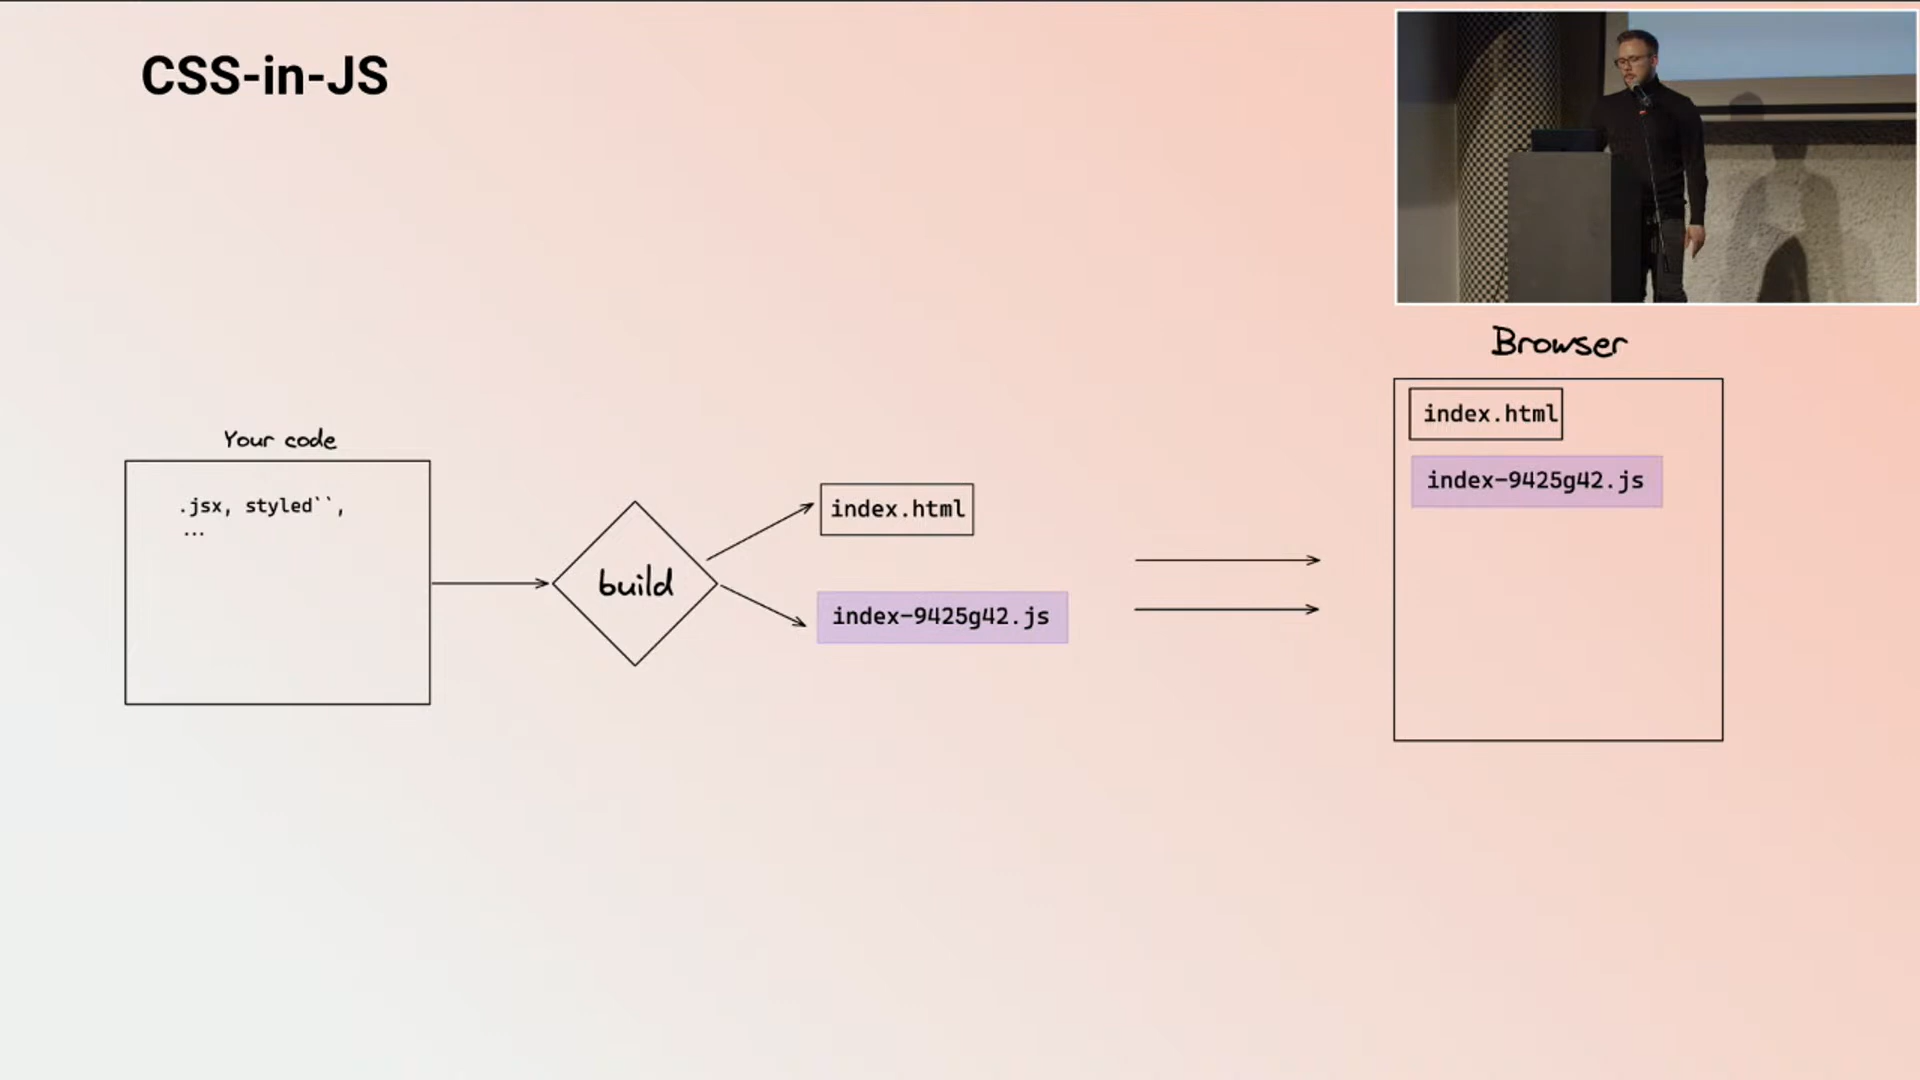 CSS-in-JS
Your code
.jsx, styled``,
...
build
index.html
index-9425g42.js
Browser
index.html
index-9425g42.js